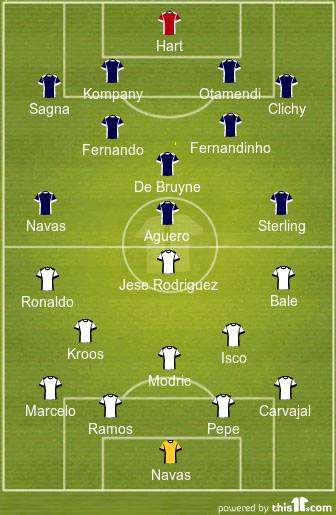 Hart
Kompany Otamendi
Sagna Clichy
Fernando Fernandinho
De Bruyne
Navas Aguero Sterling
Jese Rodriguez
Ronaldo Bale
Kroos Isco
Modric
Marcelo Carvajal
Ramos Pepe
Navas
powered by this11.com